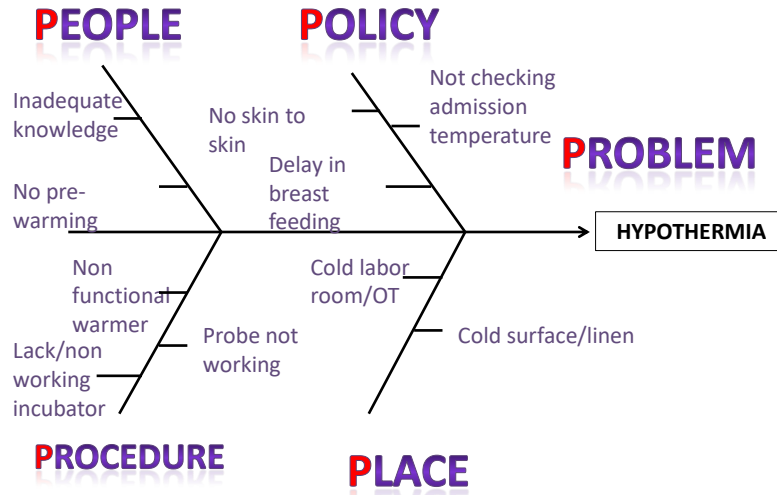 PEOPLE
POLICY
Inadequate
knowledge
No skin to
skin
Not checking
admission
temperature
PROBLEM
No pre-
warming
Delay in
breast
feeding
HYPOTHERMIA
Non
functional
warmer
Cold labor
room/OT
Lack/non
working
incubator
Probe not
working
Cold surface/linen
PROCEDURE
PLACE